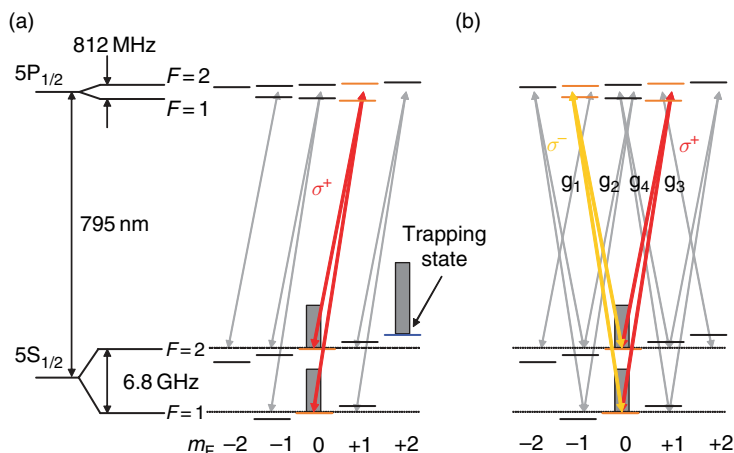 (a)
(b)
812 MHz
5P1/2
F=2
F=1
σ+
σ−
σ+
g1
g2
g4
g3
795 nm
Trapping
state
5S1/2
F=2
6.8 GHz
F=1
mF −2 −1 0 +1 +2
−2 −1 0 +1 +2